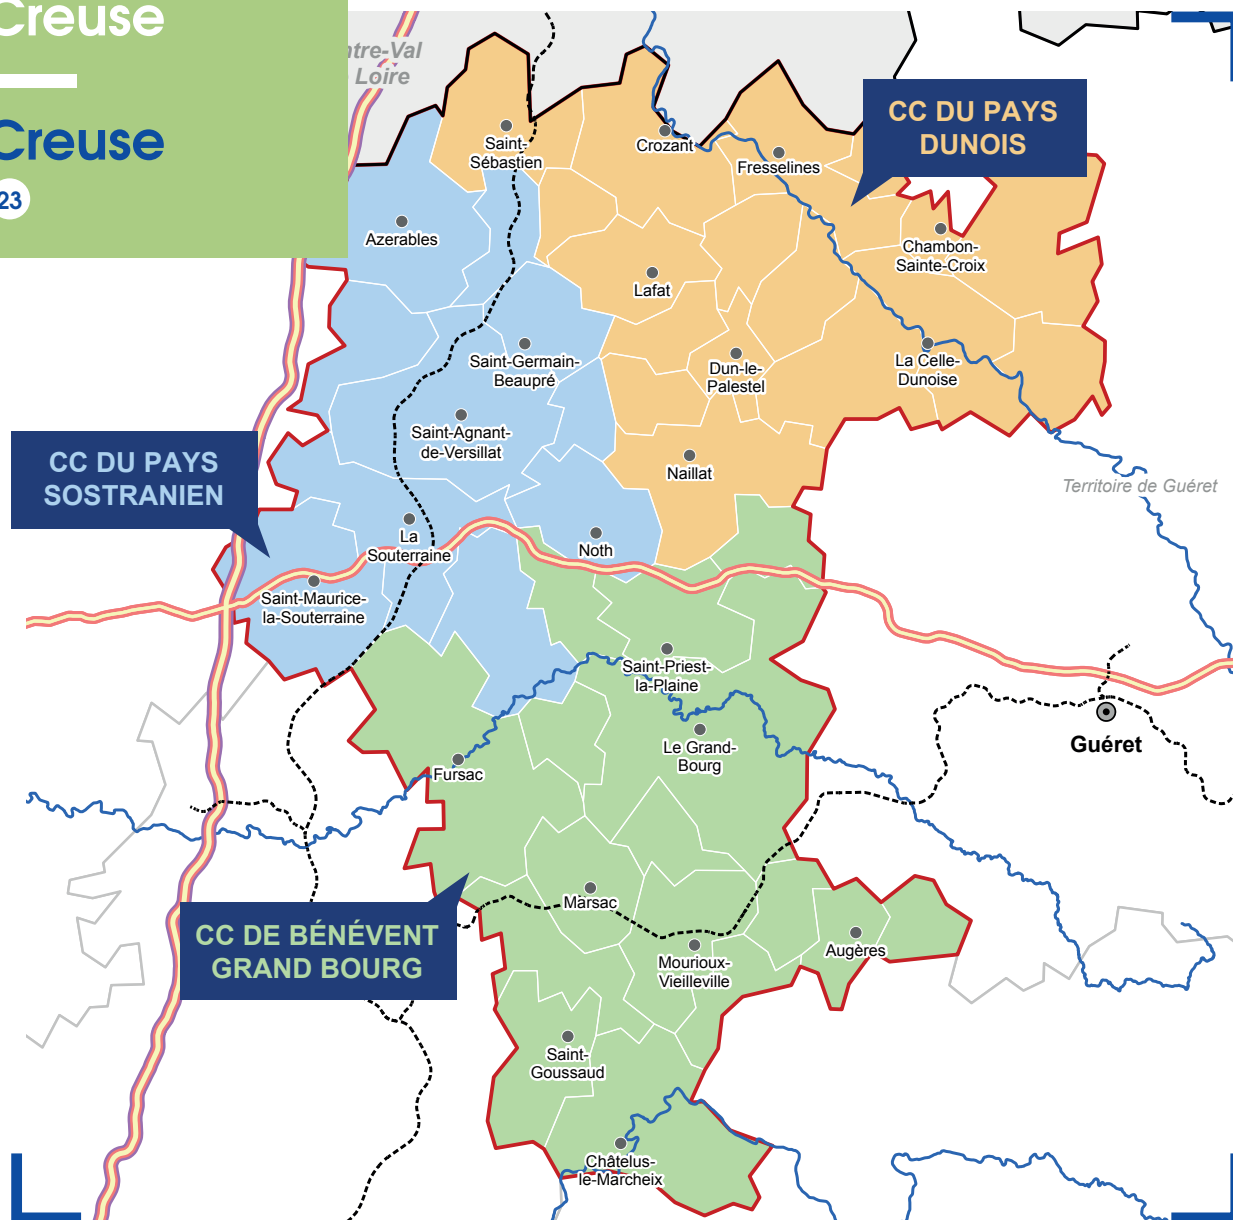 Creuse
Creuse
23
ntre-Val
Loire
CC DU PAYS
DUNOIS
Saint-
Sébastien
Crozant
Fresselines
Azerables
Chambon-
Sainte-Croix
Lafat
Saint-Germain-
Beaupré
Dun-le-
Palestel
La Celle-
Dunoise
Saint-Agnant-
de-Versillat
CC DU PAYS
SOSTRANIEN
Naillat
Territoire de Guéret
La
Souterraine
Noth
Saint-Maurice-
la-Souterraine
Saint-Priest-
la-Plaine
Le Grand-
Bourg
Guéret
Fursac
Marsac
CC DE BÉNÉVENT
GRAND BOURG
Mourioux-
Vieilleville
Augères
Saint-
Goussaud
Châtelus-
le-Marcheix